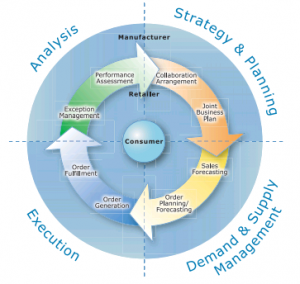 Analysis
Strategy & Planning
Manufacturer
Performance
Assessment
Collaboration
Arrangement
Retailer
Exception
Management
Joint
Business
Plan
Consumer
Order
Fulfillment
Sales
Forecasting
Order
Generation
Order
Planning/
Forecasting
Execution
Demand & Supply
Management